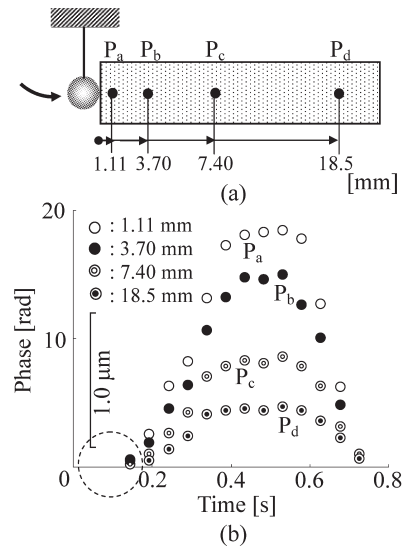 Pa Pb Pc Pd
1.11 3.70 7.40 18.5
[mm]
(a)
20
○ : 1.11 mm
● : 3.70 mm
◎ : 7.40 mm
◉ : 18.5 mm
Pa
Pb
10
Pc
1.0 μm
Pd
Phase [rad]
0 0.2 0.4 0.6 0.8
Time [s]
(b)